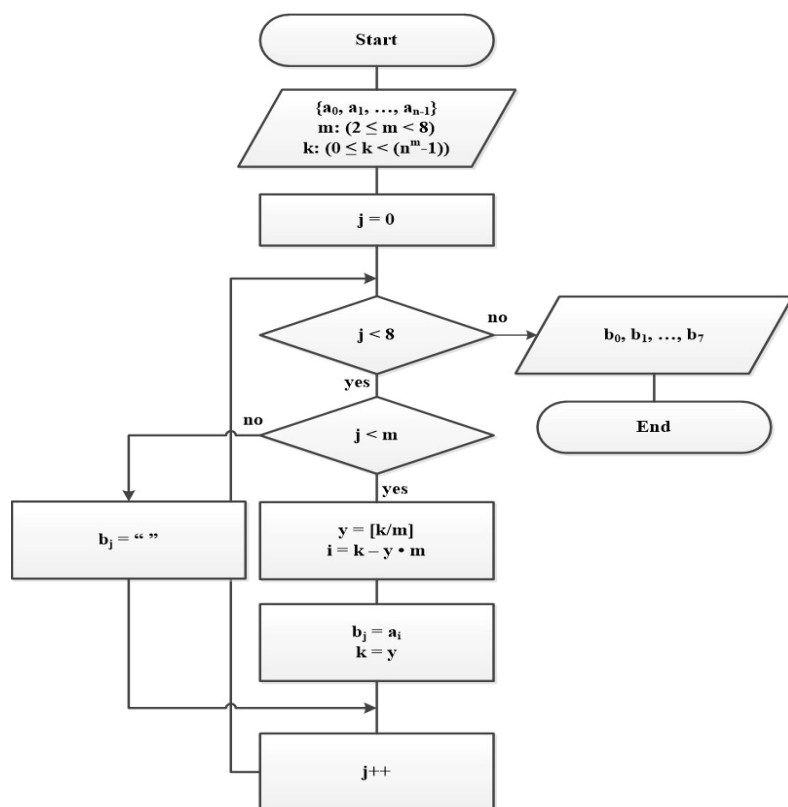 Start
{a₀, a₁, …, aₙ₋₁}
m: (2 ≤ m < 8)
k: (0 ≤ k < (nᵐ-1))
j = 0
j < 8
no
b₀, b₁, …, b₇
End
yes
j < m
no
yes
bⱼ = “ ”
y = [k/m]
i = k – y • m
bⱼ = aᵢ
k = y
j++